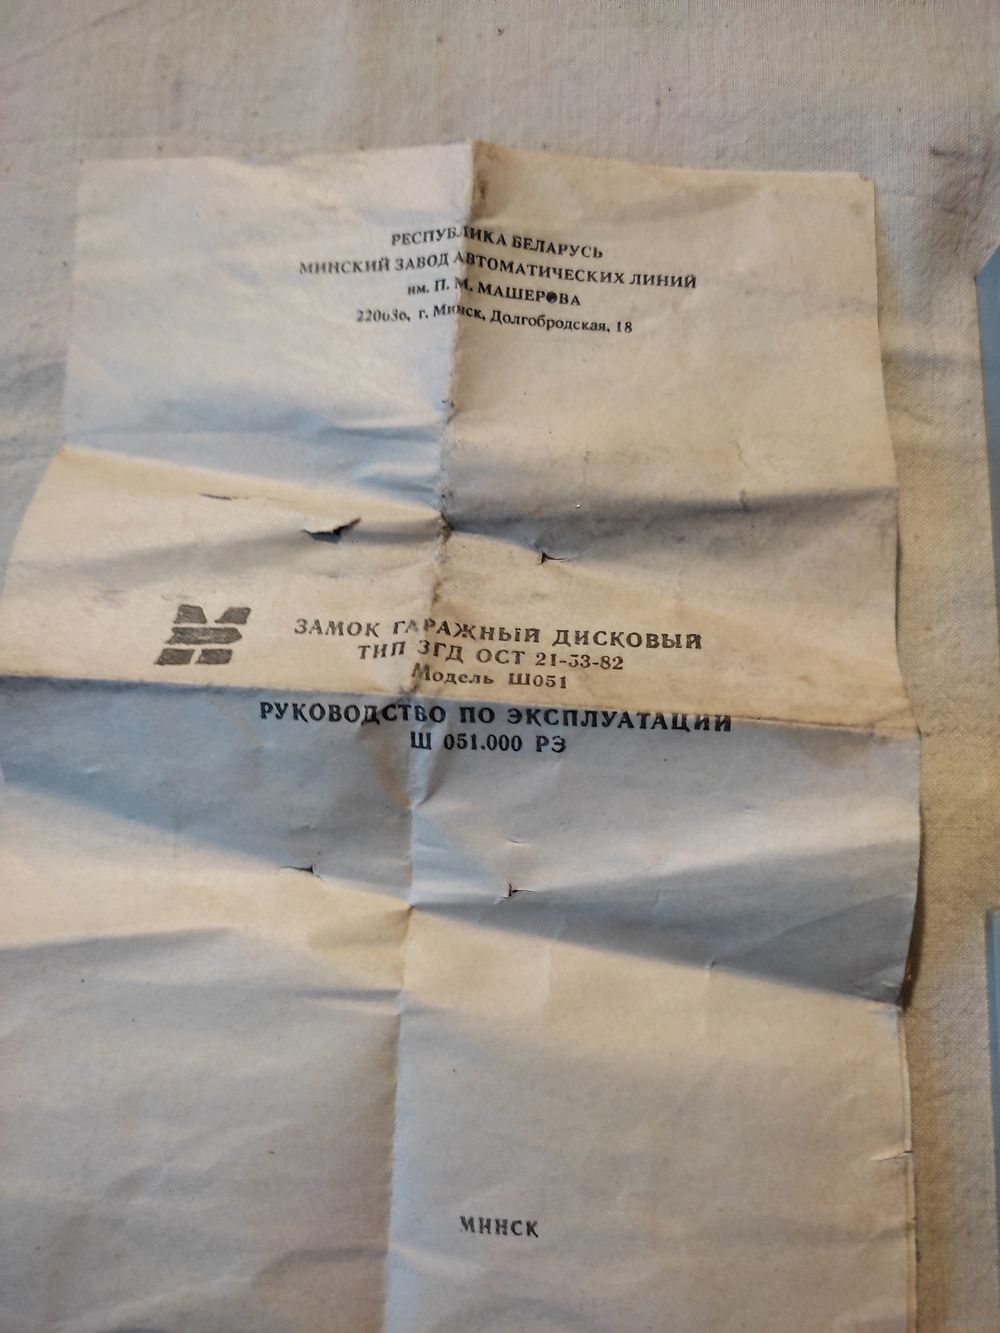 РЕСПУБЛИКА БЕЛАРУСЬ
МИНСКИЙ ЗАВОД АВТОМАТИЧЕСКИХ ЛИНИЙ
им. П. М. МАШЕРОВА
220030, г. Минск, Долгобродская, 18
ЗАМОК ГАРАЖНЫЙ ДИСКОВЫЙ
ТИП ЗГД ОСТ 21-53-82
Модель Ш051
РУКОВОДСТВО ПО ЭКСПЛУАТАЦИИ
Ш 051.000 РЭ
МИНСК